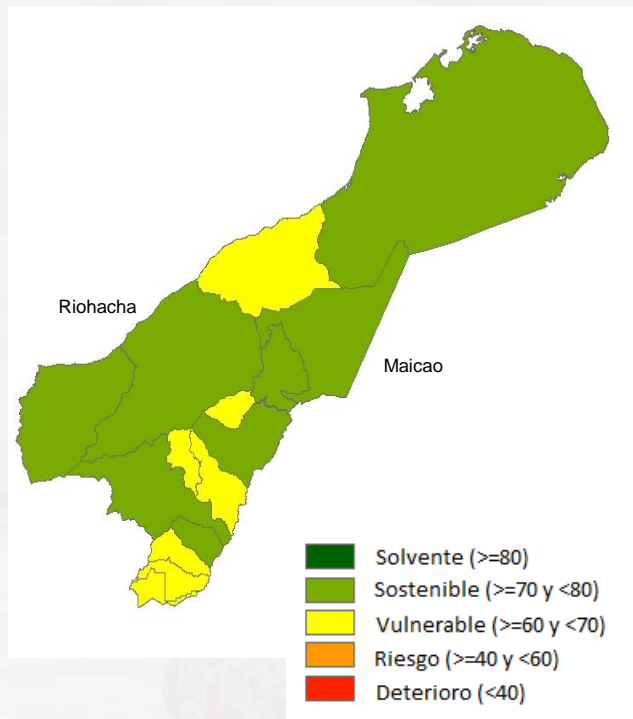 Riohacha
Maicao
Solvente (>=80)
Sostenible (>=70 y <80)
Vulnerable (>=60 y <70)
Riesgo (>=40 y <60)
Deterioro (<40)